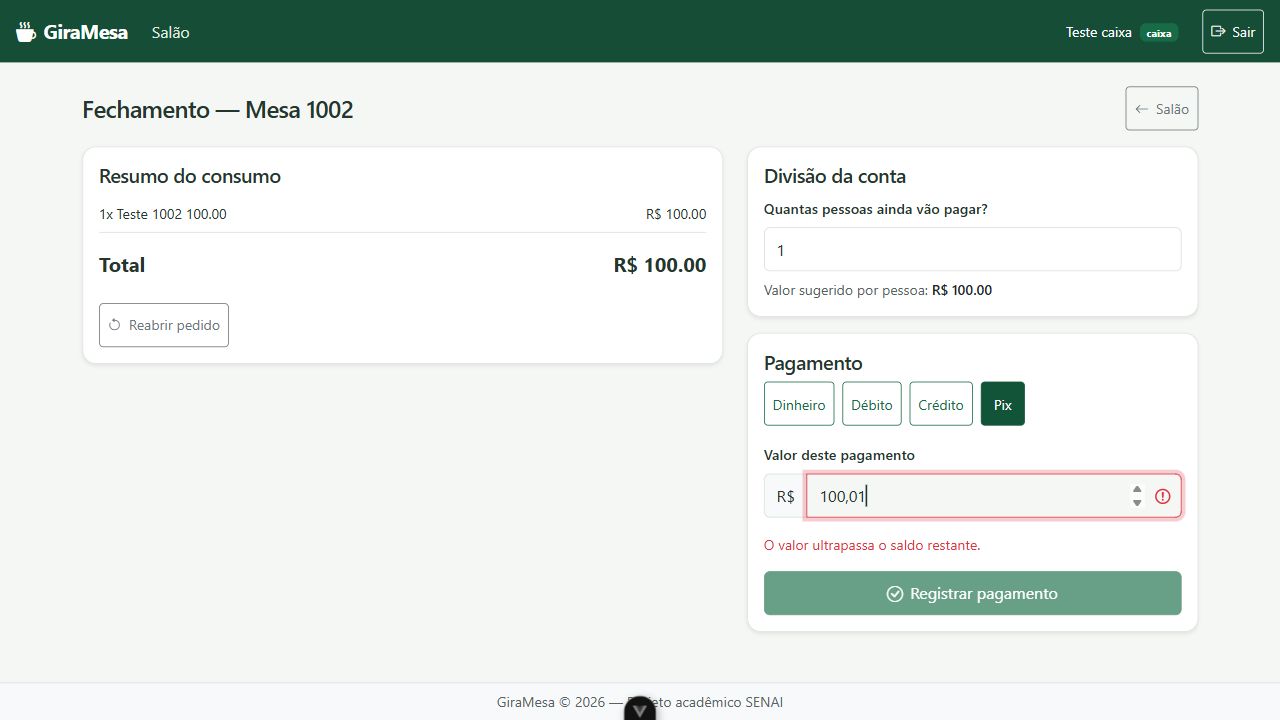 GiraMesa
Salão
Teste caixa
caixa
Sair
Fechamento — Mesa 1002
← Salão
Resumo do consumo
1x Teste 1002 100.00
R$ 100.00
Total
R$ 100.00
Reabrir pedido
Divisão da conta
Quantas pessoas ainda vão pagar?
1
Valor sugerido por pessoa: R$ 100.00
Pagamento
Dinheiro
Débito
Crédito
Pix
Valor deste pagamento
R$
100,01
O valor ultrapassa o saldo restante.
Registrar pagamento
GiraMesa © 2026 — acadêmico SENAI